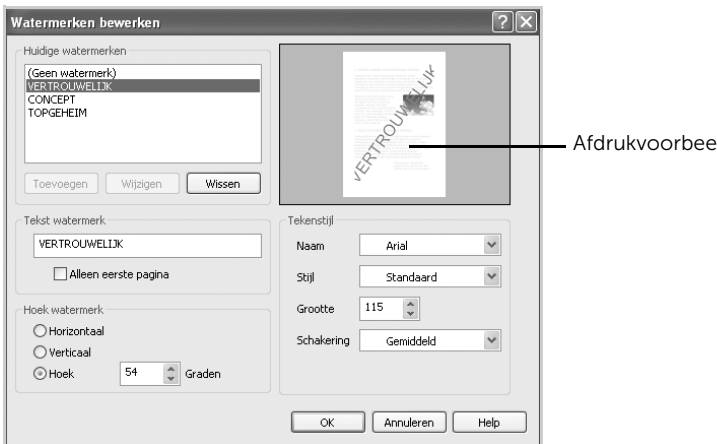 Watermerken bewerken
Huidige watermerken
(Geen watermerk)
VERTROUWELIJK
CONCEPT
TOPGEHEIM
Toevoegen Wijzigen Wissen
VERTROUWELIJK
Afdrukvoorbee
Tekst watermerk
VERTROUWELIJK
Alleen eerste pagina
Hoek watermerk
Horizontaal
Verticaal
Hoek 54 Graden
Tekenstijl
Naam Arial
Stijl Standaard
Grootte 115
Schakering Gemiddeld
OK Annuleren Help